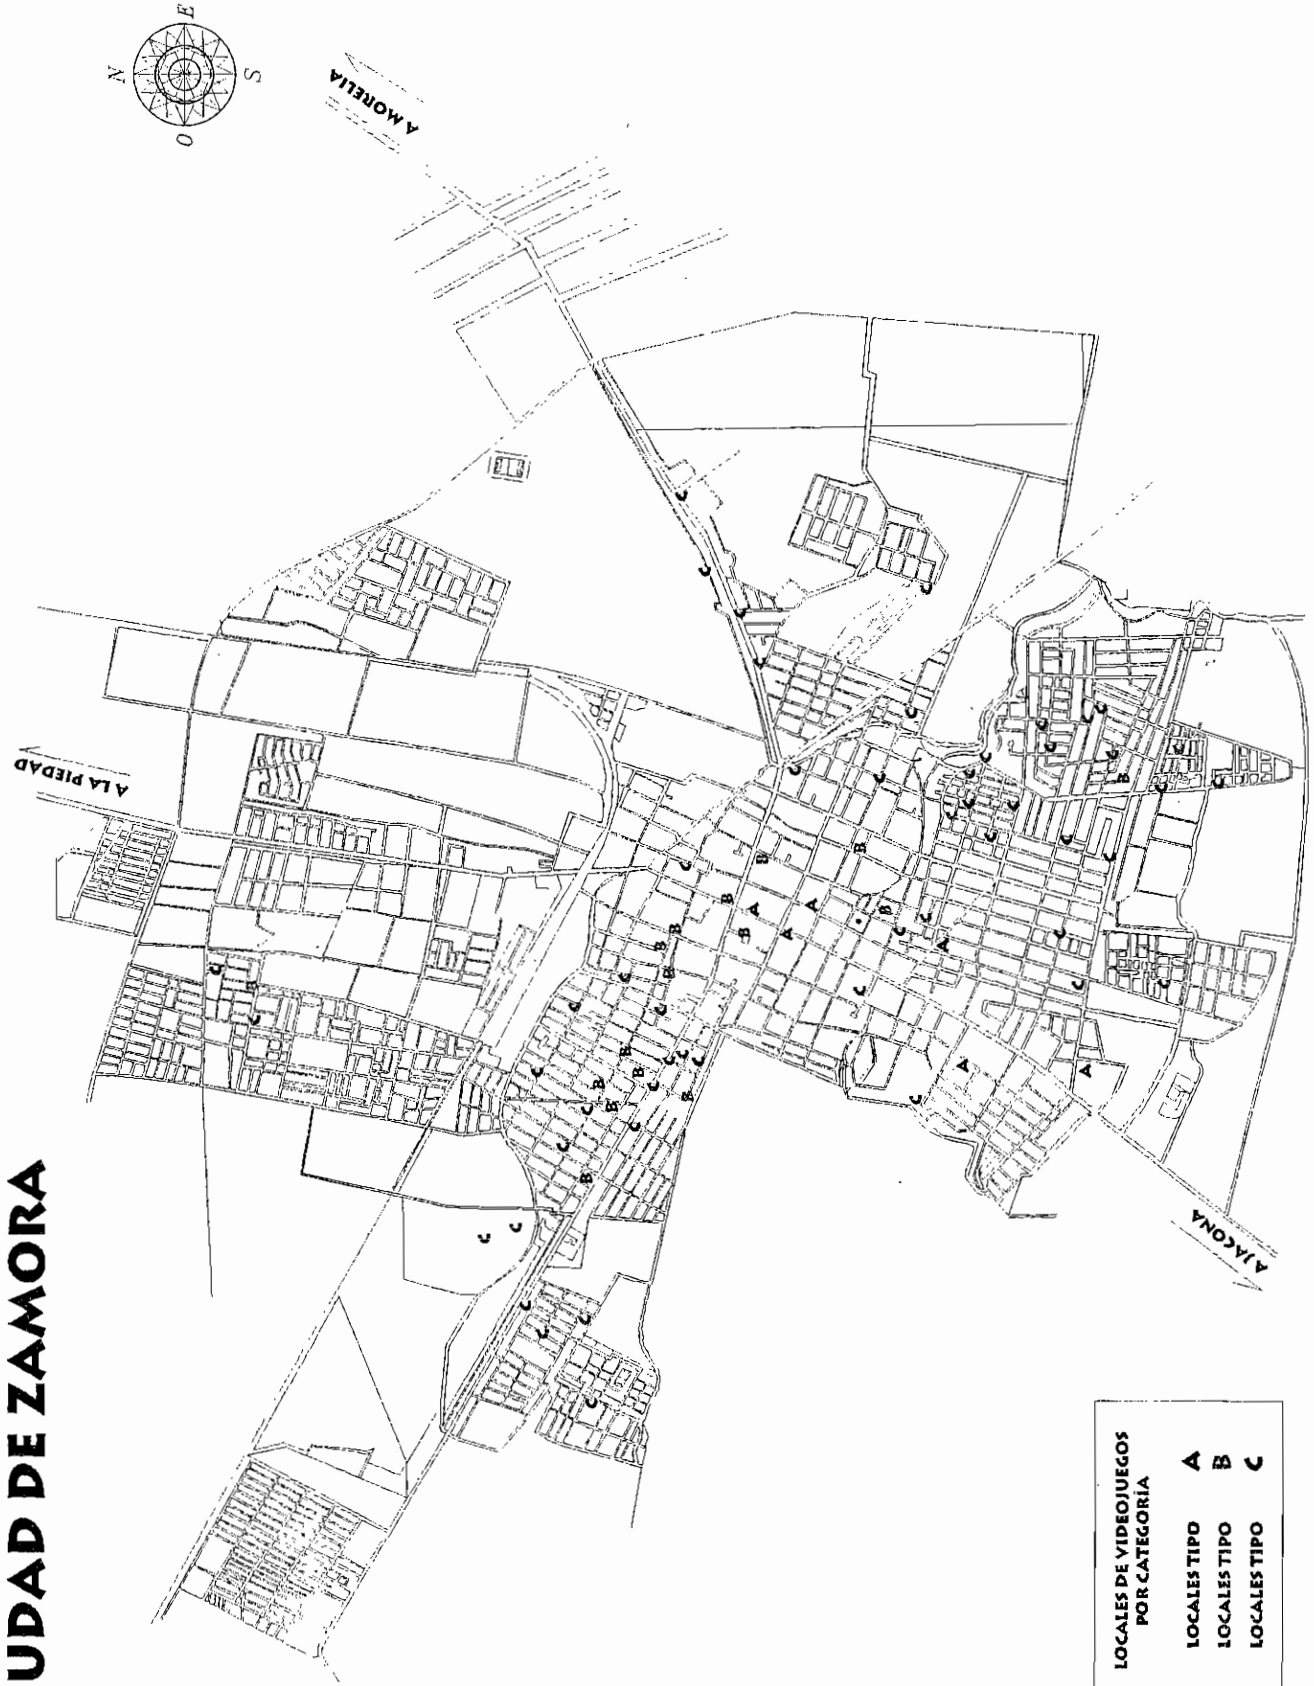 UDAD DE ZAMORA
N
E
S
O
A MORELIA
A LA PIEDAD
A JACONA
LOCALES DE VIDEOJUEGOS
POR CATEGORÍA
LOCALES TIPO A
LOCALES TIPO B
LOCALES TIPO C